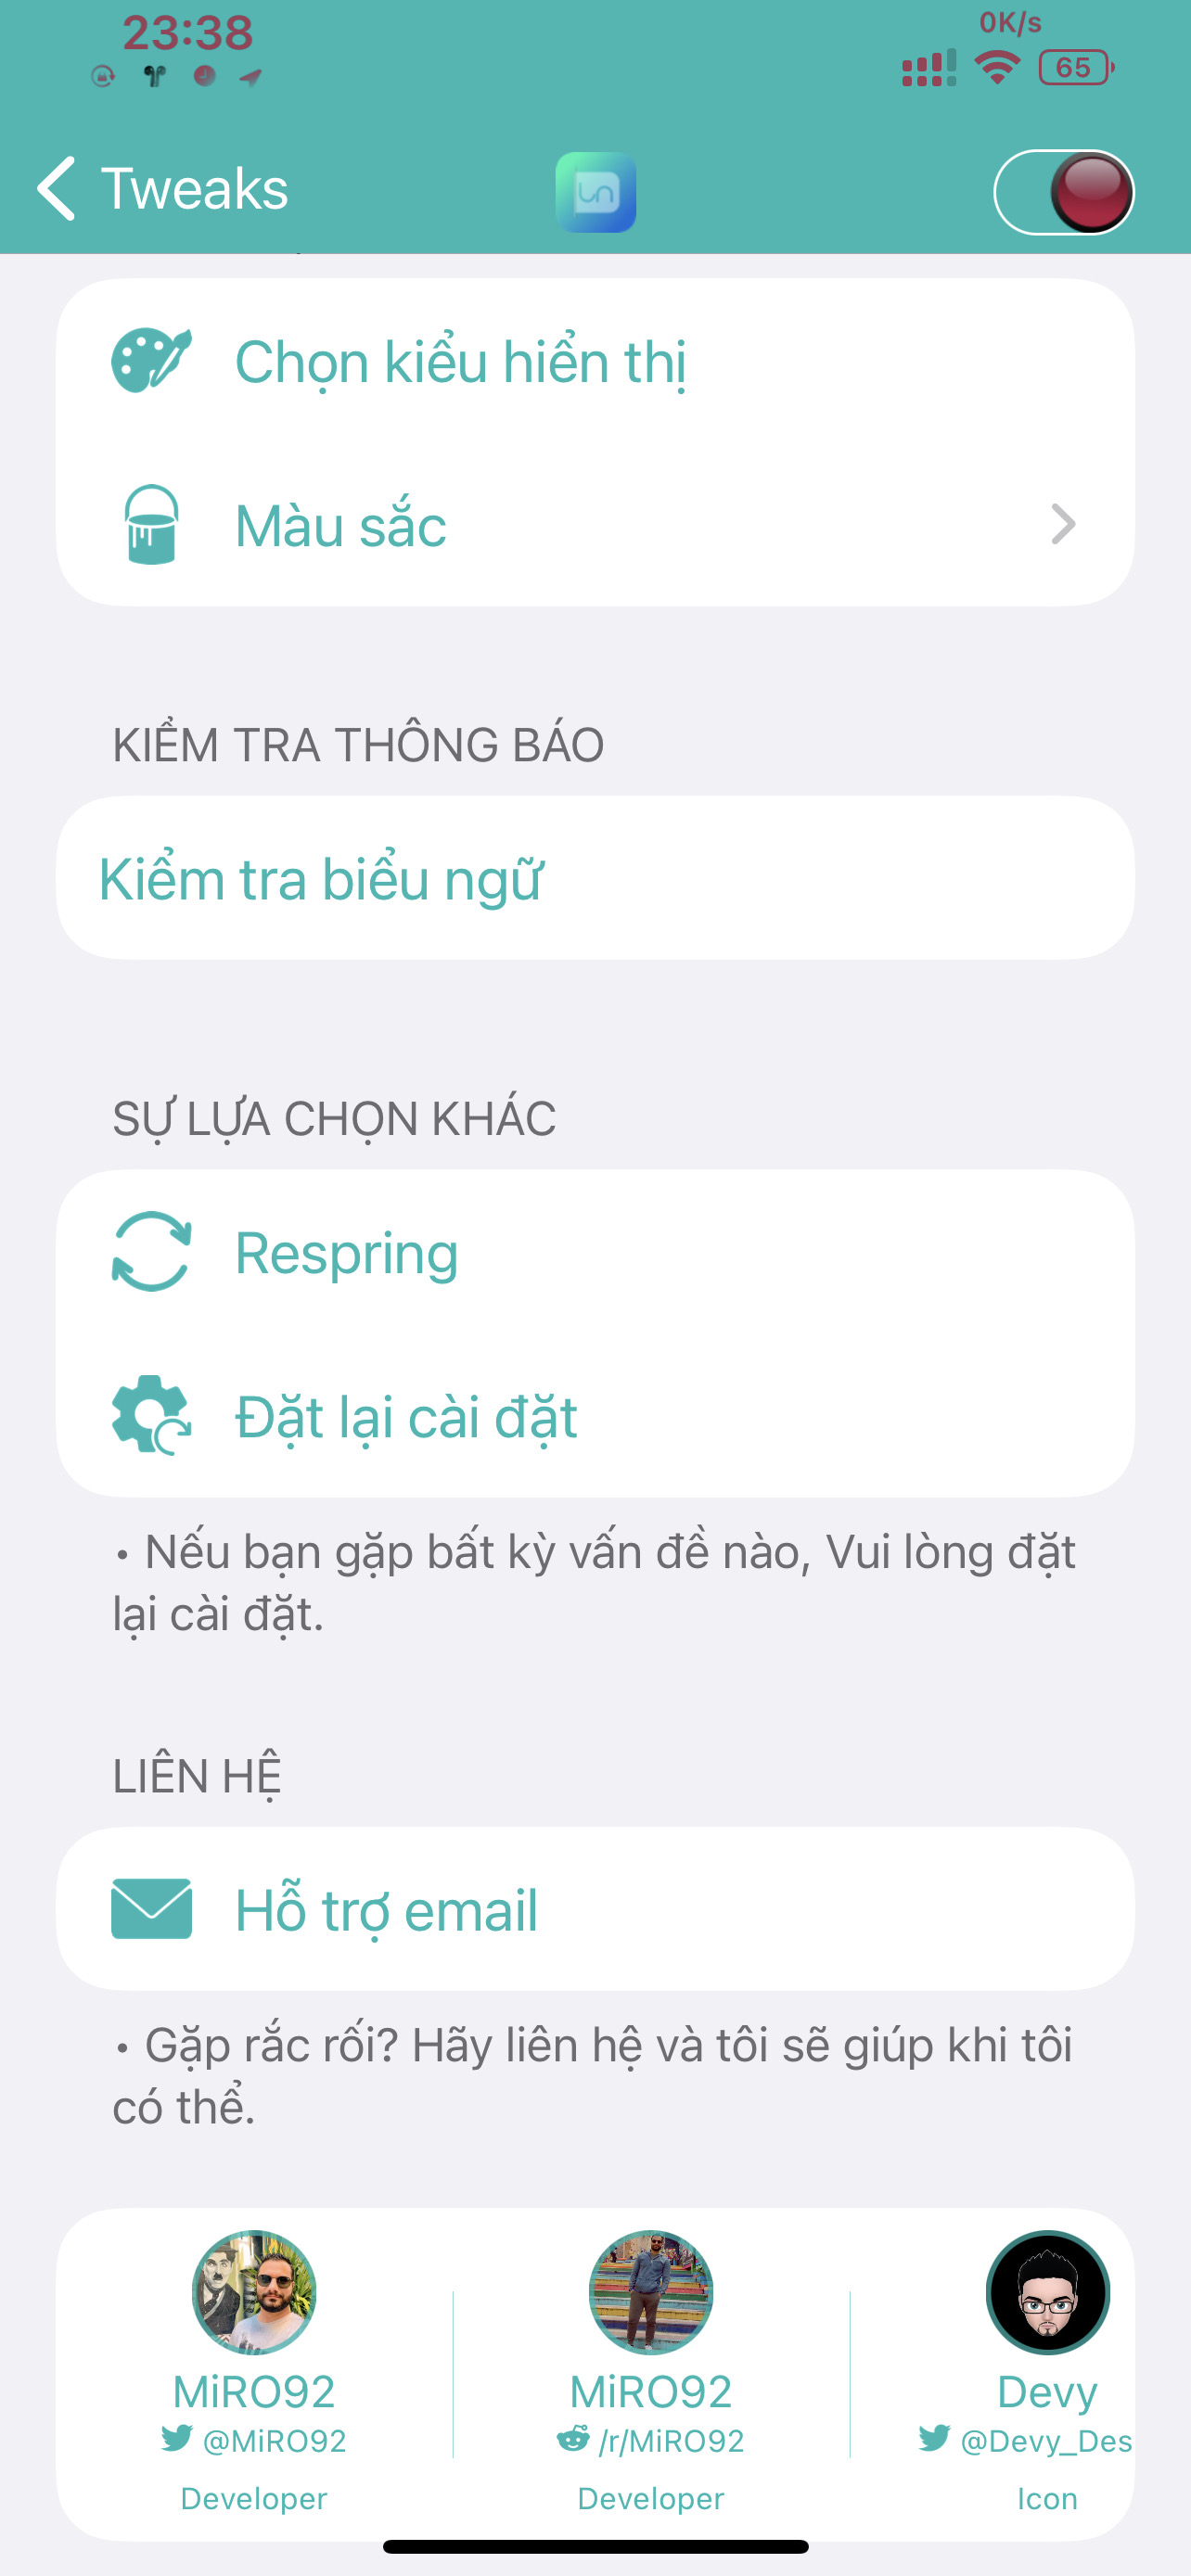 23:38
0K/s
65
Tweaks
Chọn kiểu hiển thị
Màu sắc
KIỂM TRA THÔNG BÁO
Kiểm tra biểu ngữ
SỰ LỰA CHỌN KHÁC
Respring
Đặt lại cài đặt
• Nếu bạn gặp bất kỳ vấn đề nào, Vui lòng đặt
lại cài đặt.
LIÊN HỆ
Hỗ trợ email
• Gặp rắc rối? Hãy liên hệ và tôi sẽ giúp khi tôi
có thể.
MiRO92
@MiRO92
Developer
MiRO92
/r/MiRO92
Developer
Devy
@Devy_Des
Icon